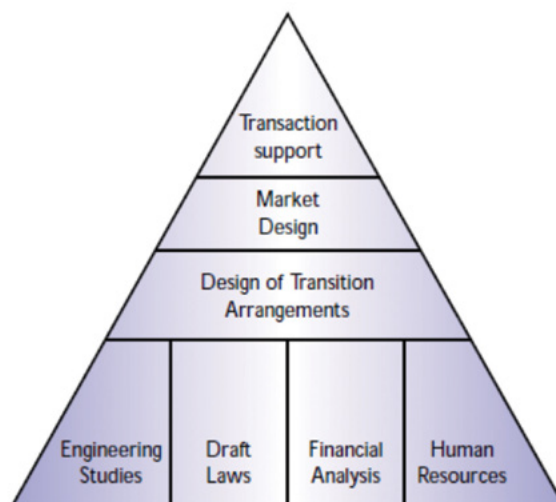 Transaction
support
Market
Design
Design of Transition
Arrangements
Engineering
Studies
Draft
Laws
Financial
Analysis
Human
Resources